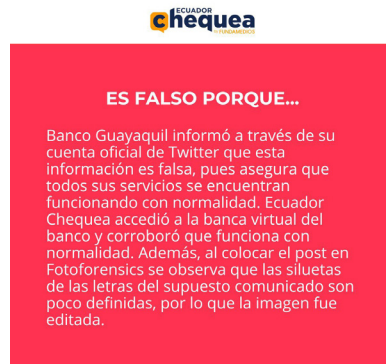 ECUADOR
chequea
FUNDAMEDIOS
ES FALSO PORQUE...
Banco Guayaquil informó a través de su
cuenta oficial de Twitter que esta
información es falsa, pues asegura que
todos sus servicios se encuentran
funcionando con normalidad. Ecuador
Chequea accedió a la banca virtual del
banco y corroboró que funciona con
normalidad. Además, al colocar el post en
Fotoforensics se observa que las siluetas
de las letras del supuesto comunicado son
poco definidas, por lo que la imagen fue
editada.